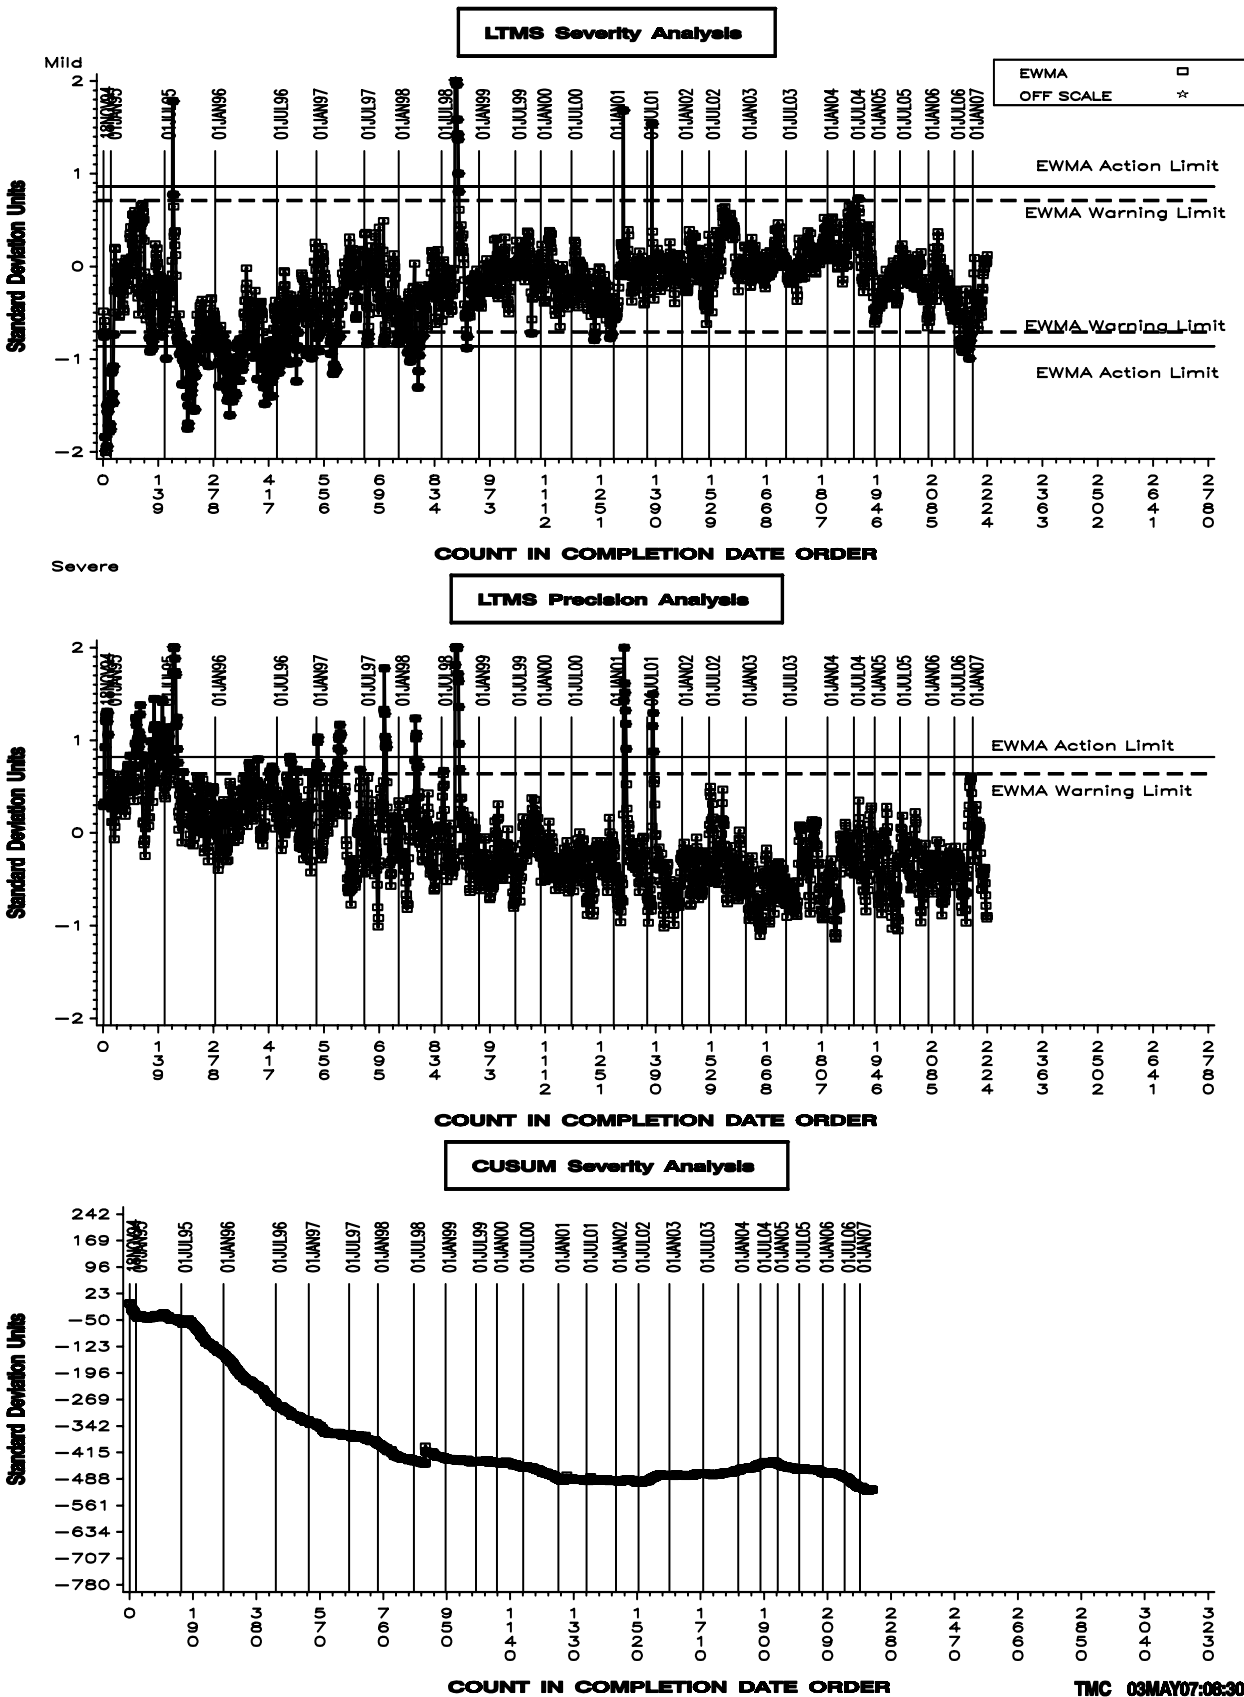 LTMS Severity Analysis
Mild
EWMA
OFF SCALE
Standard Deviation Units
2
1
0
-1
-2
18NOV94 01JAN95 01JUL95 01JAN96 01JUL96 01JAN97 01JUL97 01JAN98 01JUL98 01JAN99 01JUL99 01JAN00 01JUL00 01JAN01 01JUL01 01JAN02 01JUL02 01JAN03 01JUL03 01JAN04 01JUL04 01JAN05 01JUL05 01JAN06 01JUL06 01JAN07
EWMA Action Limit
EWMA Warning Limit
EWMA Warning Limit
EWMA Action Limit
0 139 278 417 556 695 834 973 1112 1251 1390 1529 1668 1807 1946 2085 2224 2363 2502 2641 2780
COUNT IN COMPLETION DATE ORDER
Severe
LTMS Precision Analysis
Standard Deviation Units
2
1
0
-1
-2
18NOV94 01JAN95 01JUL95 01JAN96 01JUL96 01JAN97 01JUL97 01JAN98 01JUL98 01JAN99 01JUL99 01JAN00 01JUL00 01JAN01 01JUL01 01JAN02 01JUL02 01JAN03 01JUL03 01JAN04 01JUL04 01JAN05 01JUL05 01JAN06 01JUL06 01JAN07
EWMA Action Limit
EWMA Warning Limit
0 139 278 417 556 695 834 973 1112 1251 1390 1529 1668 1807 1946 2085 2224 2363 2502 2641 2780
COUNT IN COMPLETION DATE ORDER
CUSUM Severity Analysis
Standard Deviation Units
242
169
96
23
-50
-123
-196
-269
-342
-415
-488
-561
-634
-707
-780
18NOV94 01JAN95 01JUL95 01JAN96 01JUL96 01JAN97 01JUL97 01JAN98 01JUL98 01JAN99 01JUL99 01JAN00 01JUL00 01JAN01 01JUL01 01JAN02 01JUL02 01JAN03 01JUL03 01JAN04 01JUL04 01JAN05 01JUL05 01JAN06 01JUL06 01JAN07
0 190 380 570 760 950 1140 1330 1520 1710 1900 2090 2280 2470 2660 2850 3040 3230
COUNT IN COMPLETION DATE ORDER
TMC 03MAY07:08:30